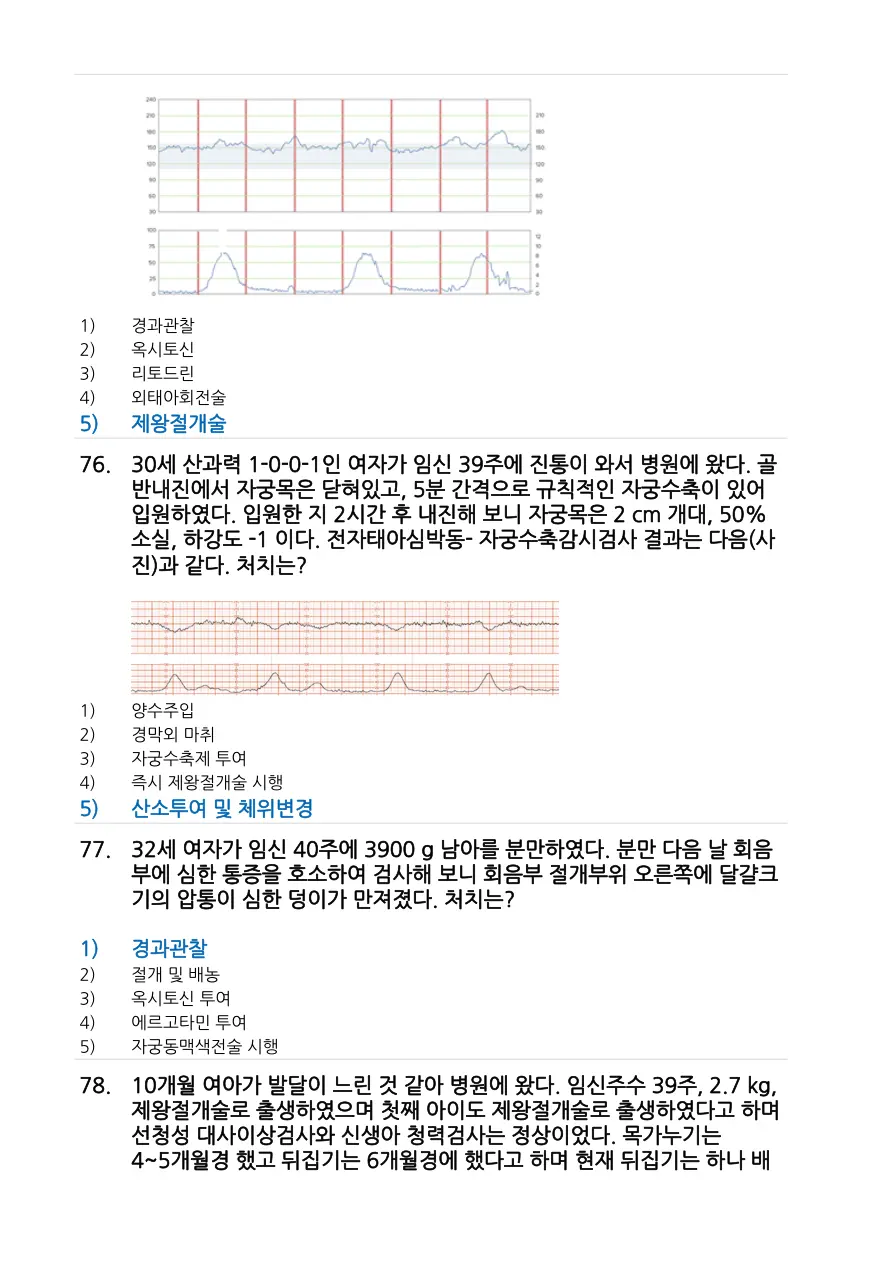 240
210
180
150
120
90
60
30
210
180
150
120
90
60
30
100
75
50
25
0
12
10
8
6
4
2
0
1) 경과관찰
2) 옥시토신
3) 리토드린
4) 외태아회전술
5) 제왕절개술
76. 30세 산과력 1-0-0-1인 여자가 임신 39주에 진통이 와서 병원에 왔다. 골
반내진에서 자궁목은 닫혀있고, 5분 간격으로 규칙적인 자궁수축이 있어
입원하였다. 입원한 지 2시간 후 내진해 보니 자궁목은 2 cm 개대, 50%
소실, 하강도 -1 이다. 전자태아심박동- 자궁수축감시검사 결과는 다음(사
진)과 같다. 처치는?
1) 양수주입
2) 경막외 마취
3) 자궁수축제 투여
4) 즉시 제왕절개술 시행
5) 산소투여 및 체위변경
77. 32세 여자가 임신 40주에 3900 g 남아를 분만하였다. 분만 다음 날 회음
부에 심한 통증을 호소하여 검사해 보니 회음부 절개부위 오른쪽에 달걀크
기의 압통이 심한 덩이가 만져졌다. 처치는?
1) 경과관찰
2) 절개 및 배농
3) 옥시토신 투여
4) 에르고타민 투여
5) 자궁동맥색전술 시행
78. 10개월 여아가 발달이 느린 것 같아 병원에 왔다. 임신주수 39주, 2.7 kg,
제왕절개술로 출생하였으며 첫째 아이도 제왕절개술로 출생하였다고 하며
선청성 대사이상검사와 신생아 청력검사는 정상이었다. 목가누기는
4~5개월경 했고 뒤집기는 6개월경에 했다고 하며 현재 뒤집기는 하나 배